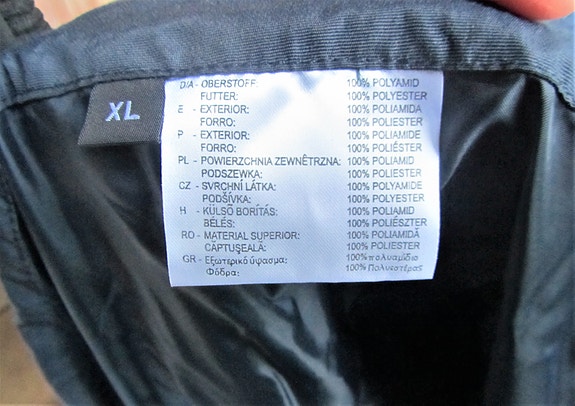 XL
D/A - OBERSTOFF: 100% POLYAMID
FUTTER: 100% POLYESTER
E - EXTERIOR: 100% POLIAMIDA
FORRO: 100% POLIESTER
P - EXTERIOR: 100% POLIAMIDE
FORRO: 100% POLIÉSTER
PL - POWIERZCHNIA ZEWNĘTRZNA: 100% POLIAMID
PODSZEWKA: 100% POLIESTER
CZ - SVRCHNI LÁTKA: 100% POLYAMIDE
PODŠÍVKA: 100% POLYESTER
H - KÜLSŐ BORÍTÁS: 100% POLIAMID
BÉLÉS: 100% POLIÉSZTER
RO - MATERIAL SUPERIOR: 100% POLIAMIDĂ
CĂPTUŞEALĂ: 100% POLIESTER
GR - Εξωτερικό ύφασμα: 100% πολυαμίδιο
Φόδρα: 100% Πολυεστέρας